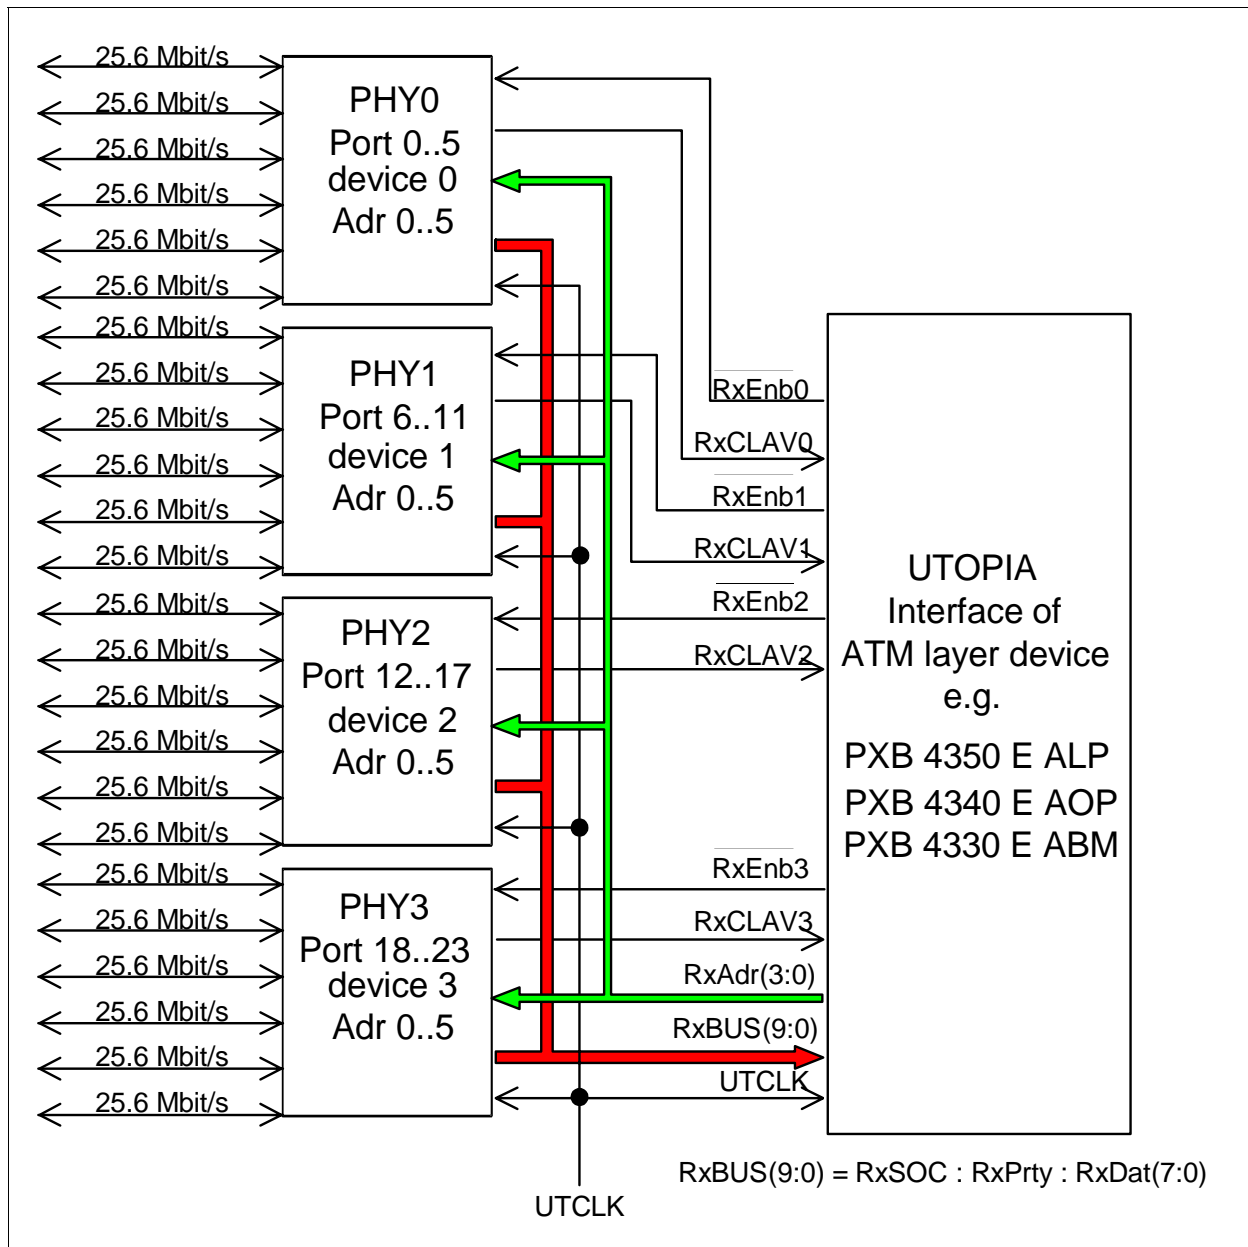 25.6 Mbit/s
25.6 Mbit/s
25.6 Mbit/s
25.6 Mbit/s
25.6 Mbit/s
25.6 Mbit/s
PHY0
Port 0..5
device 0
Adr 0..5
25.6 Mbit/s
25.6 Mbit/s
25.6 Mbit/s
25.6 Mbit/s
25.6 Mbit/s
25.6 Mbit/s
PHY1
Port 6..11
device 1
Adr 0..5
25.6 Mbit/s
25.6 Mbit/s
25.6 Mbit/s
25.6 Mbit/s
25.6 Mbit/s
25.6 Mbit/s
PHY2
Port 12..17
device 2
Adr 0..5
25.6 Mbit/s
25.6 Mbit/s
25.6 Mbit/s
25.6 Mbit/s
25.6 Mbit/s
25.6 Mbit/s
PHY3
Port 18..23
device 3
Adr 0..5
RxEnb0
RxCLAV0
RxEnb1
RxCLAV1
RxEnb2
RxCLAV2
RxEnb3
RxCLAV3
RxAdr(3:0)
RxBUS(9:0)
UTCLK
UTOPIA
Interface of
ATM layer device
e.g.
PXB 4350 E ALP
PXB 4340 E AOP
PXB 4330 E ABM
RxBUS(9:0) = RxSOC : RxPrty : RxDat(7:0)
UTCLK